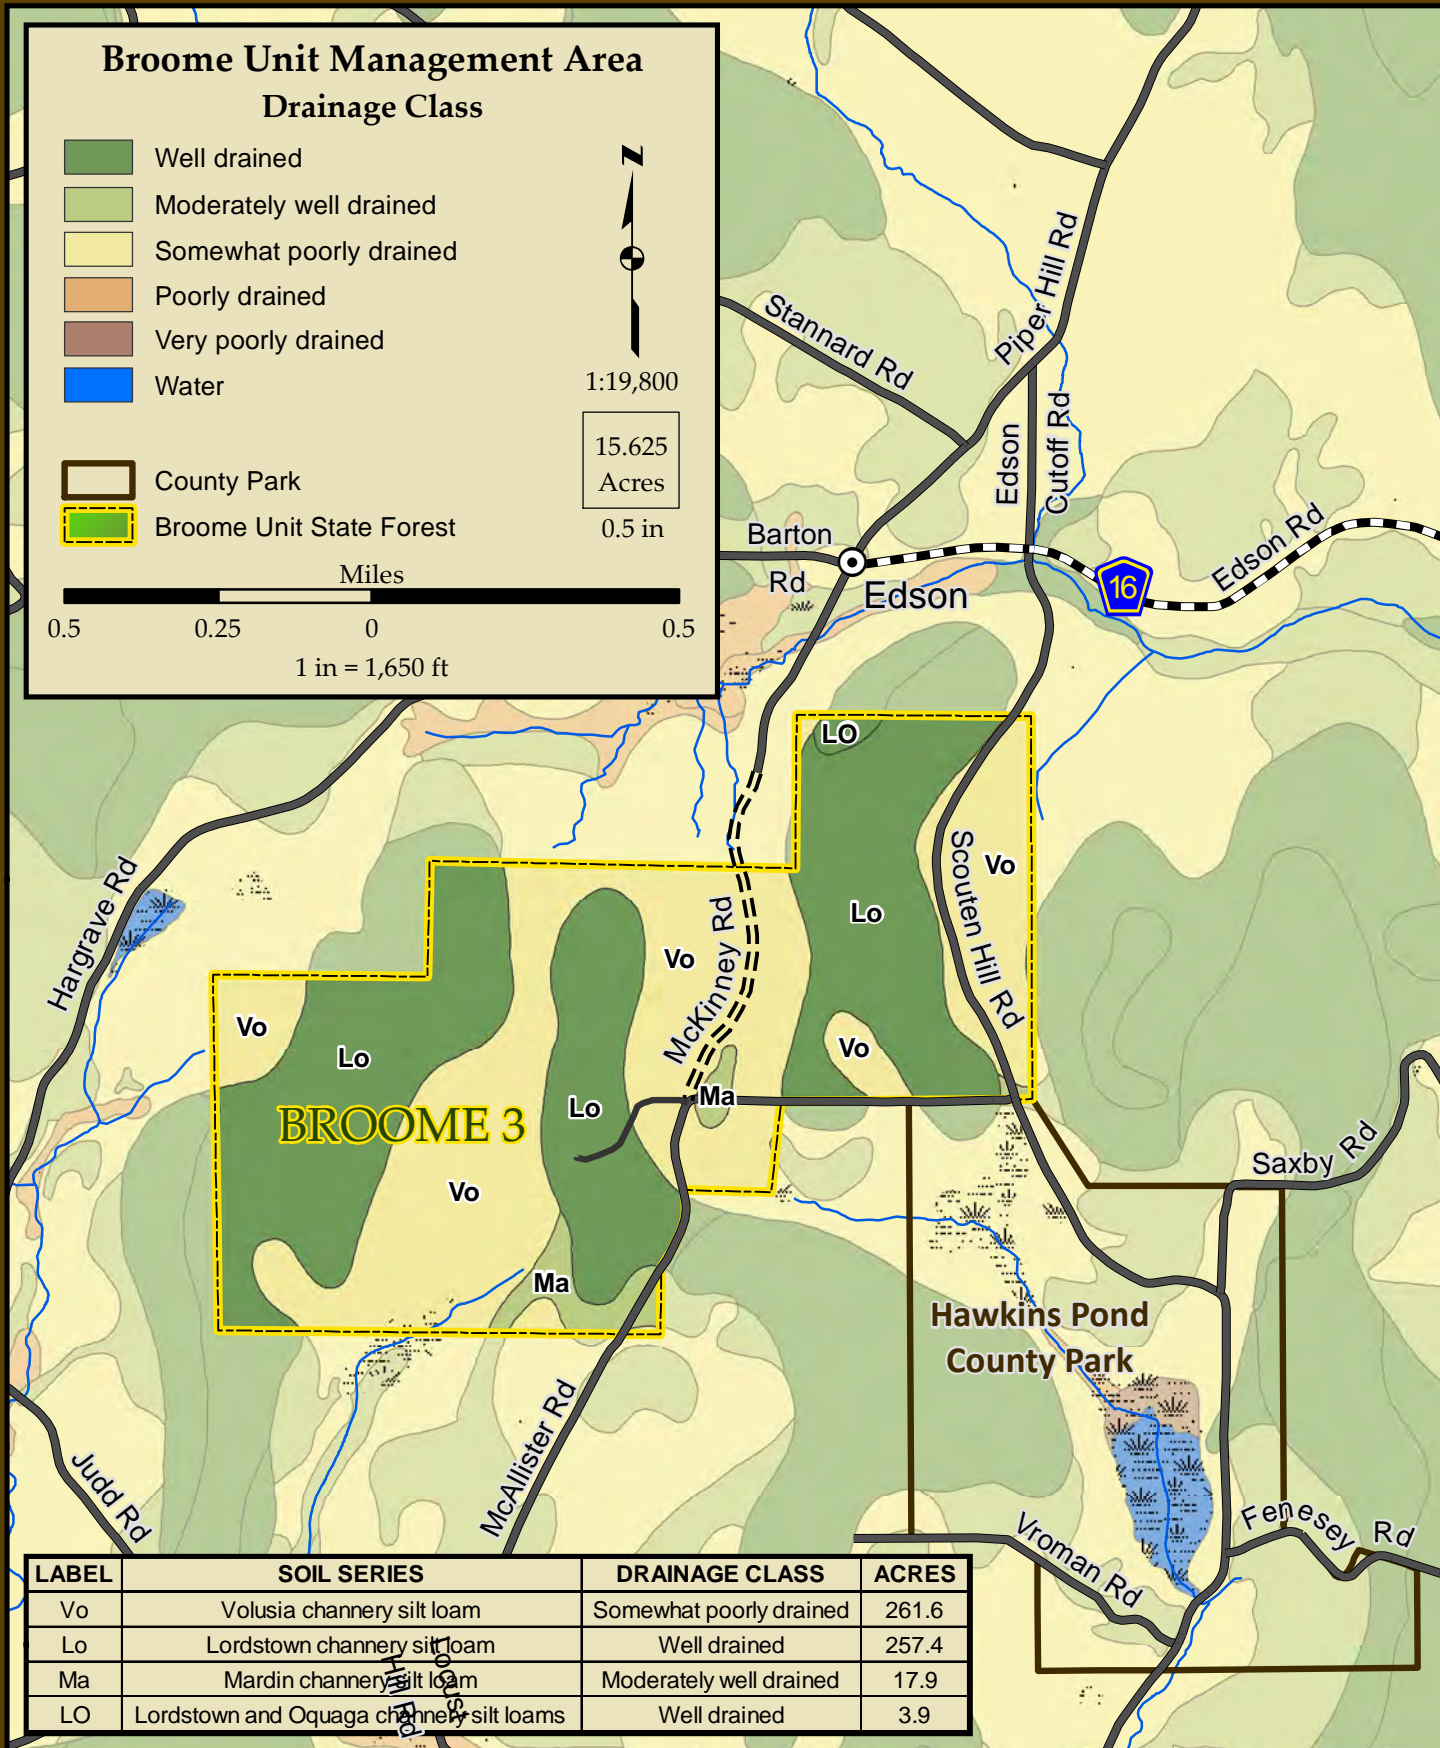 Broome Unit Management Area
Drainage Class
Well drained
Moderately well drained
Somewhat poorly drained
Poorly drained
Very poorly drained
Water
County Park
Broome Unit State Forest
N
1:19,800
15.625
Acres
0.5 in
Miles
0.5 0.25 0 0.5
1 in = 1,650 ft
Piper Hill Rd
Stannard Rd
Edson
Cutoff Rd
Barton
Rd
Edson
16
Edson Rd
LO
Hargrave Rd
Scouten Hill Rd
Vo
Lo
McKinney Rd
Vo
Vo
Lo
Vo
BROOME 3
Lo
Ma
Saxby Rd
Vo
Ma
Hawkins Pond
County Park
McAllister Rd
Judd Rd
Vroman Rd
Fenesey Rd
LABEL SOIL SERIES DRAINAGE CLASS ACRES
Vo Volusia channery silt loam Somewhat poorly drained 261.6
Lo Lordstown channery silt loam Well drained 257.4
Ma Mardin channery silt loam Moderately well drained 17.9
LO Lordstown and Oquaga channery silt loams Well drained 3.9
Locust
Hill Rd